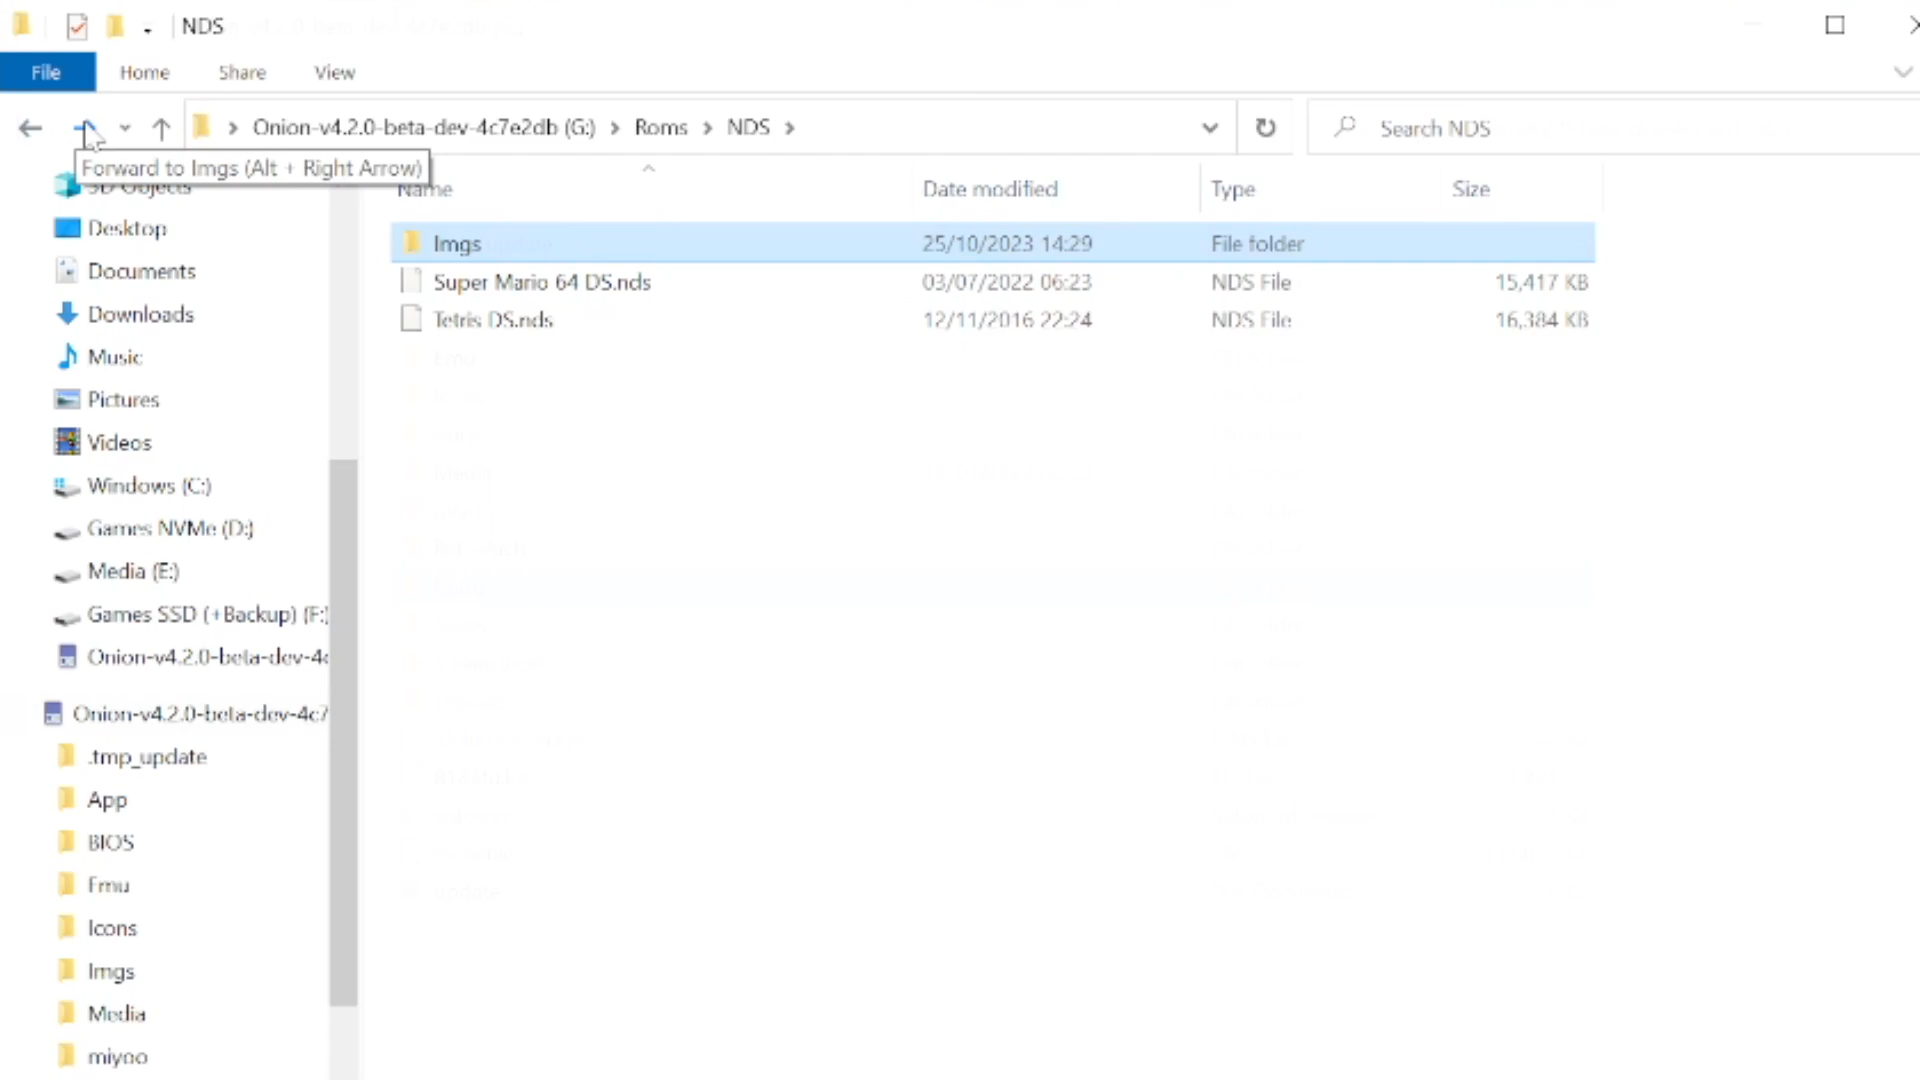 NDS
File Home Share View
Onion-v4.2.0-beta-dev-4c7e2db (G:) Roms NDS
Search NDS
Forward to Imgs (Alt + Right Arrow)
3D Objects
Name Date modified Type Size
Imgs 25/10/2023 14:29 File folder
Super Mario 64 DS.nds 03/07/2022 06:23 NDS File 15,417 KB
Tetris DS.nds 12/11/2016 22:24 NDS File 16,384 KB
Desktop
Documents
Downloads
Music
Pictures
Videos
Windows (C:)
Games NVMe (D:)
Media (E:)
Games SSD (+Backup) (F:)
Onion-v4.2.0-beta-dev-4c
Onion-v4.2.0-beta-dev-4c7
.tmp_update
App
BIOS
Emu
Icons
Imgs
Media
miyoo